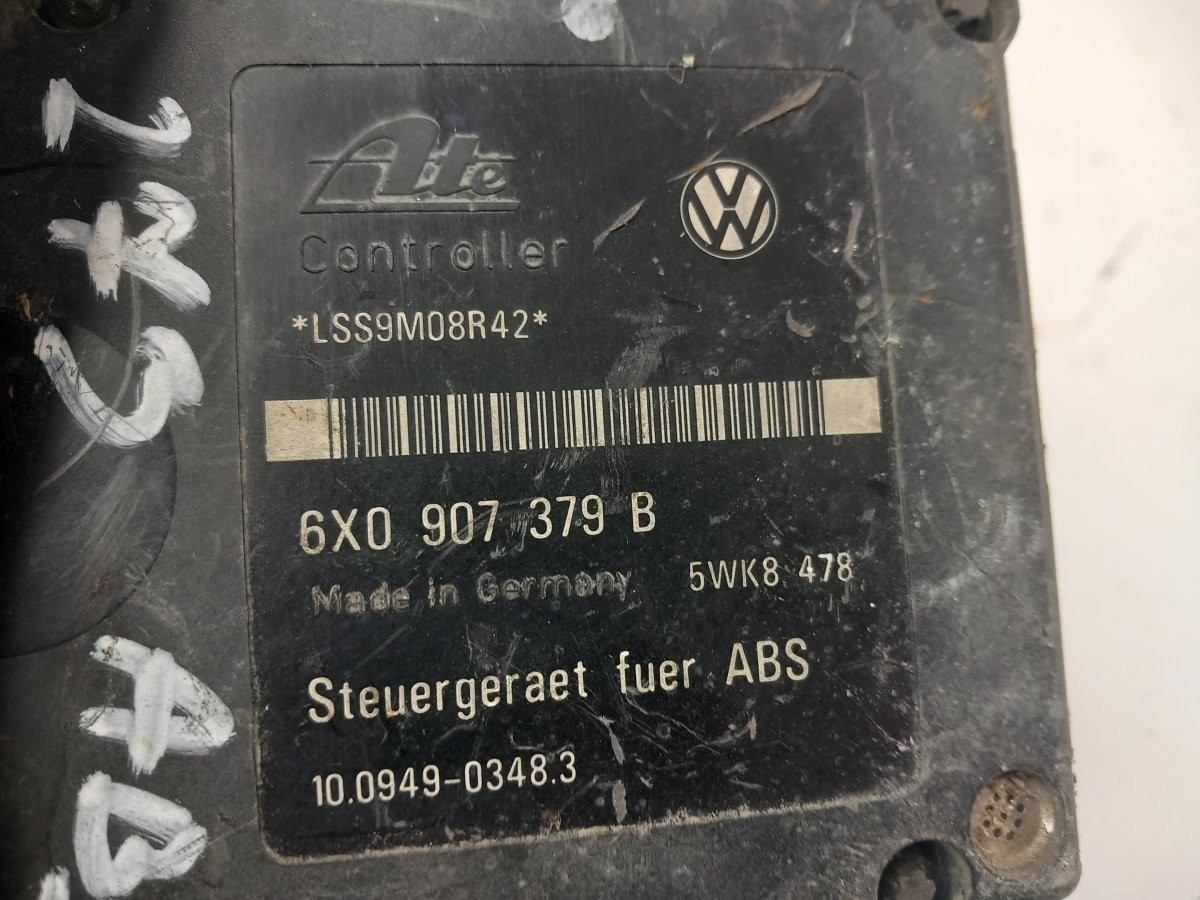 Ate
Controller
*LSS9M08R42*
6X0 907 379 B
Made in Germany 5WK8 478
Steuergeraet fuer ABS
10.0949-0348.3